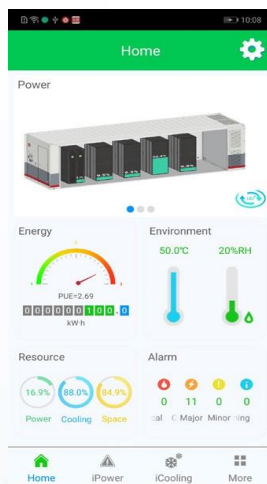 10:08
Home
Power
Energy
PUE=2.69
000000100.0
kW·h
Environment
50.0℃ 20%RH
Resource
16.9% 88.0% 84.9%
Power Cooling Space
Alarm
0 11 0 0
Major Minor
Home iPower iCooling More